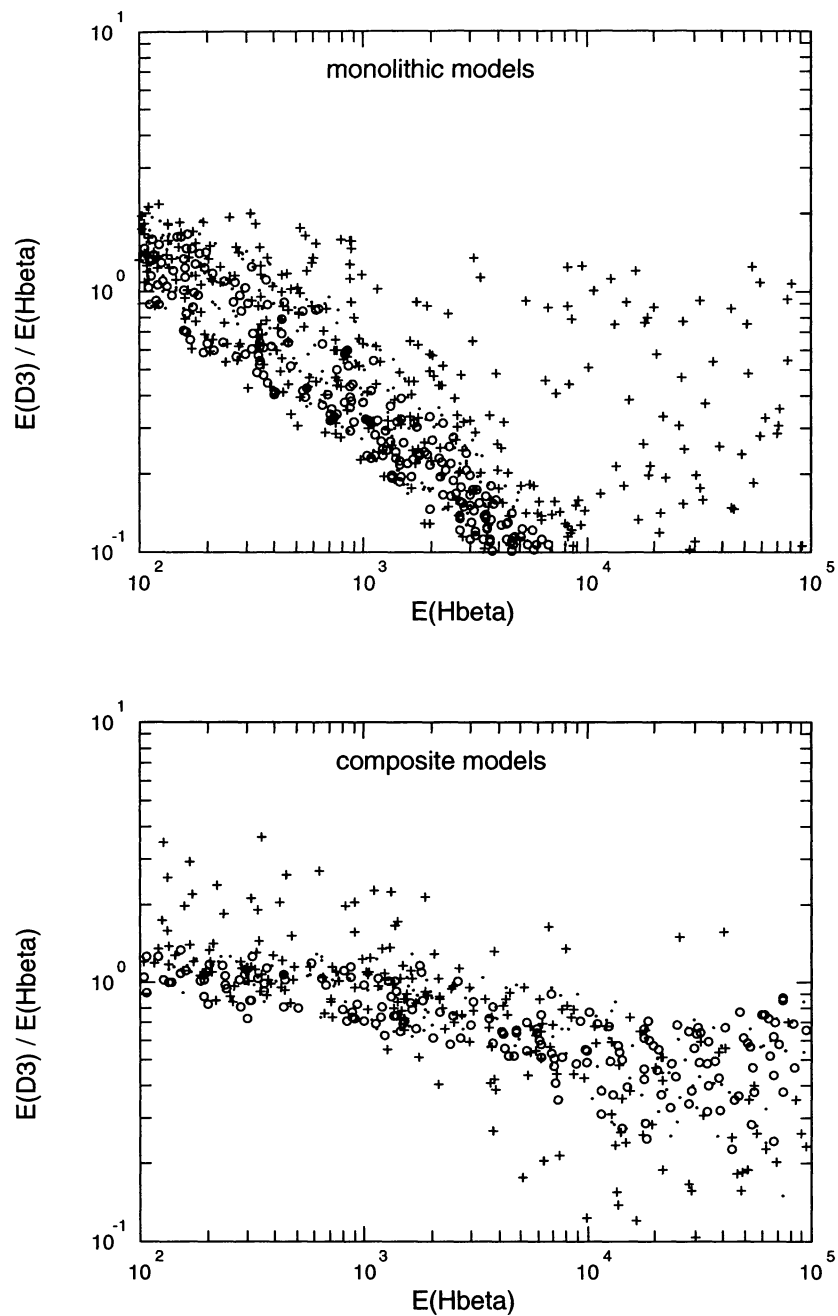 10^1
monolithic models
E(D3) / E(Hbeta)
10^0
10^-1
10^2 10^3 10^4 10^5
E(Hbeta)
10^1
composite models
E(D3) / E(Hbeta)
10^0
10^-1
10^2 10^3 10^4 10^5
E(Hbeta)